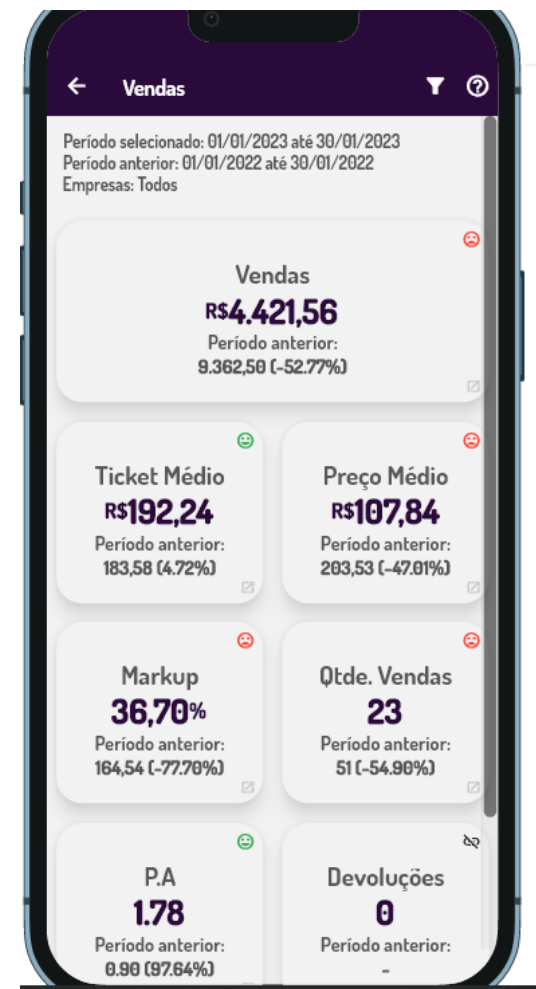 Vendas
Período selecionado: 01/01/2023 até 30/01/2023
Período anterior: 01/01/2022 até 30/01/2022
Empresas: Todos
Vendas
R$4.421,56
Período anterior:
9.362,50 (-52.77%)
Ticket Médio
R$192,24
Período anterior:
183,58 (4.72%)
Preço Médio
R$107,84
Período anterior:
203,53 (-47.01%)
Markup
36,70%
Período anterior:
164,54 (-77.70%)
Qtde. Vendas
23
Período anterior:
51 (-54.90%)
P.A
1.78
Período anterior:
0.90 (97.64%)
Devoluções
0
Período anterior:
-